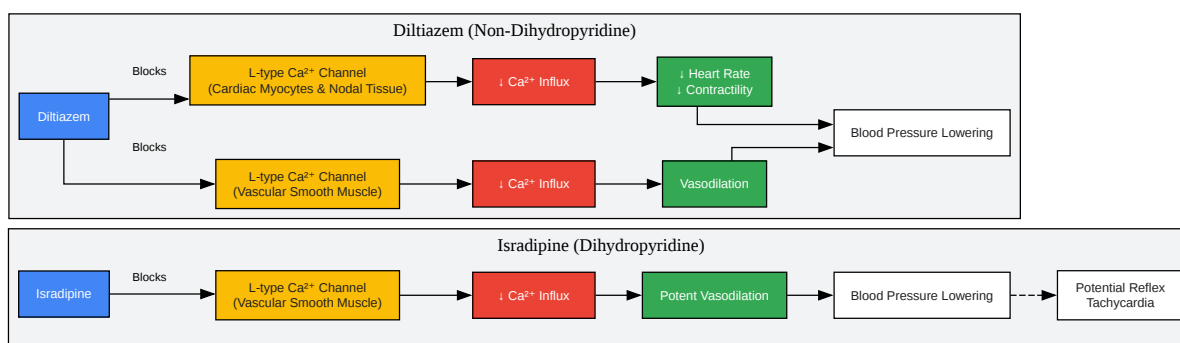 Diltiazem (Non-Dihydropyridine)
Diltiazem
Blocks
L-type Ca²⁺ Channel
(Cardiac Myocytes & Nodal Tissue)
↓ Ca²⁺ Influx
↓ Heart Rate
↓ Contractility
Blocks
L-type Ca²⁺ Channel
(Vascular Smooth Muscle)
↓ Ca²⁺ Influx
Vasodilation
Blood Pressure Lowering
Isradipine (Dihydropyridine)
Isradipine
Blocks
L-type Ca²⁺ Channel
(Vascular Smooth Muscle)
↓ Ca²⁺ Influx
Potent Vasodilation
Blood Pressure Lowering
Potential Reflex
Tachycardia